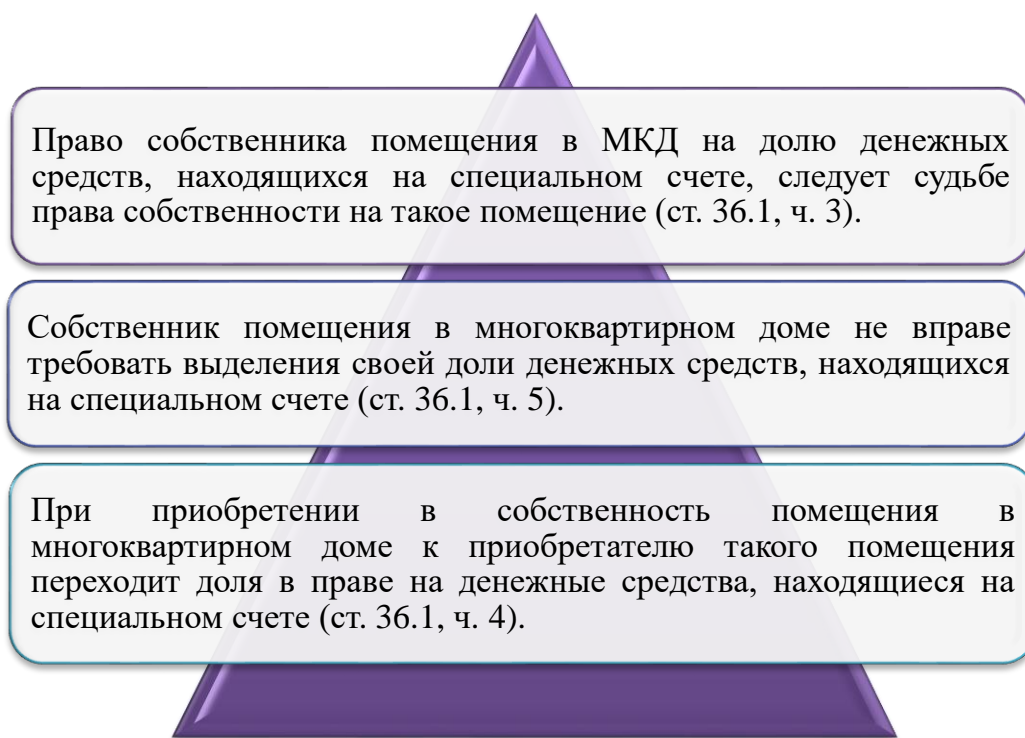 Право собственника помещения в МКД на долю денежных
средств, находящихся на специальном счете, следует судьбе
права собственности на такое помещение (ст. 36.1, ч. 3).
Собственник помещения в многоквартирном доме не вправе
требовать выделения своей доли денежных средств, находящихся
на специальном счете (ст. 36.1, ч. 5).
При приобретении в собственность помещения в
многоквартирном доме к приобретателю такого помещения
переходит доля в праве на денежные средства, находящиеся на
специальном счете (ст. 36.1, ч. 4).